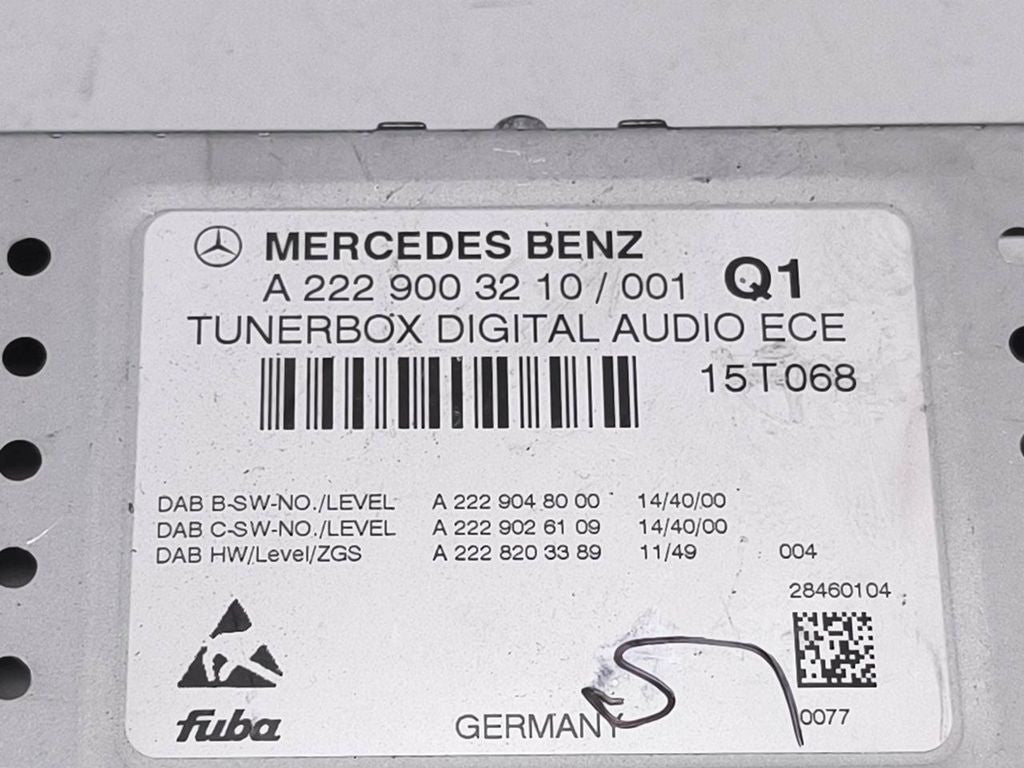 MERCEDES BENZ
A 222 900 32 10 / 001 Q1
TUNERBOX DIGITAL AUDIO ECE
15T068
DAB B-SW-NO./LEVEL A 222 904 80 00 14/40/00
DAB C-SW-NO./LEVEL A 222 902 61 09 14/40/00
DAB HW/Level/ZGS A 222 820 33 89 11/49 004
28460104
fuba
GERMANY
0077